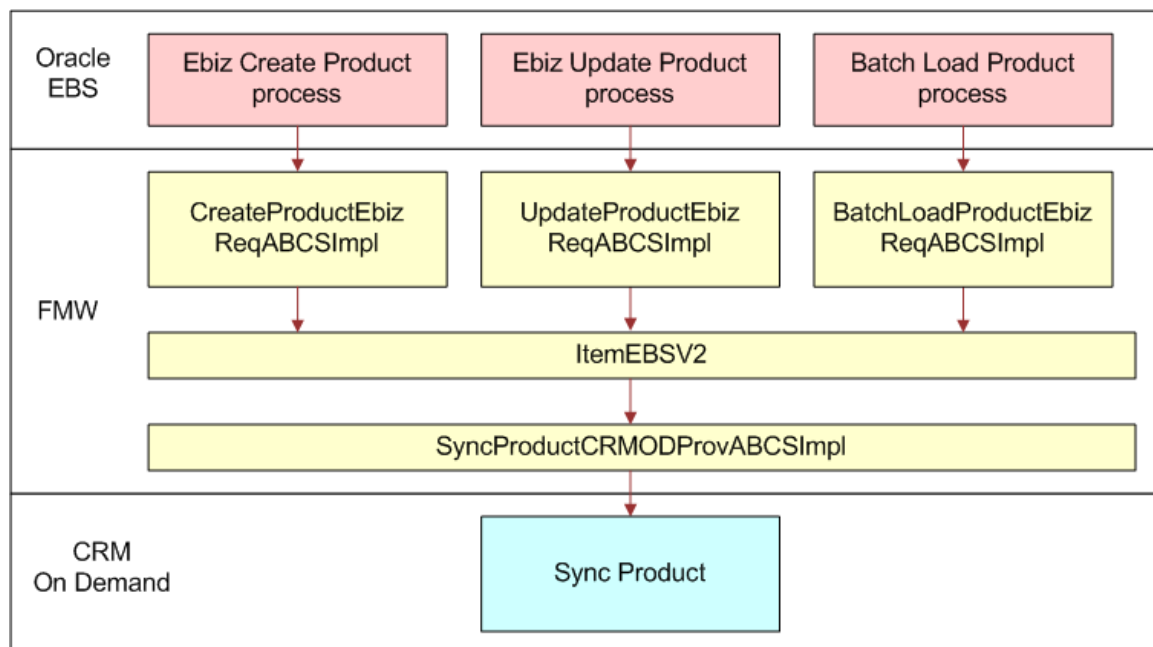 Oracle
EBS
Ebiz Create Product
process
Ebiz Update Product
process
Batch Load Product
process
FMW
CreateProductEbiz
ReqABCSImpl
UpdateProductEbiz
ReqABCSImpl
BatchLoadProductEbiz
ReqABCSImpl
ItemEBSV2
SyncProductCRMODProvABCSImpl
CRM
On Demand
Sync Product